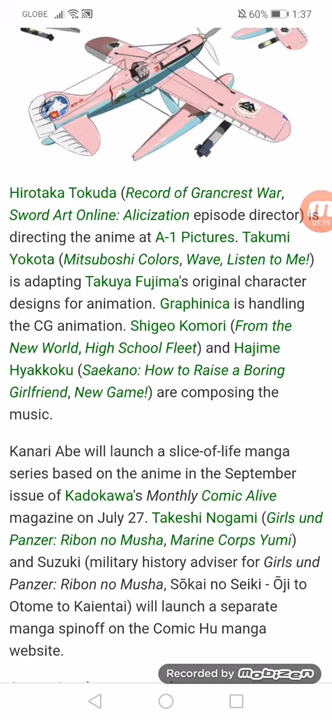 GLOBE 60% 1:37
01:19
Hirotaka Tokuda (Record of Grancrest War,
Sword Art Online: Alicization episode director) is
directing the anime at A-1 Pictures. Takumi
Yokota (Mitsuboshi Colors, Wave, Listen to Me!)
is adapting Takuya Fujima's original character
designs for animation. Graphinica is handling
the CG animation. Shigeo Komori (From the
New World, High School Fleet) and Hajime
Hyakkoku (Saekano: How to Raise a Boring
Girlfriend, New Game!) are composing the
music.
Kanari Abe will launch a slice-of-life manga
series based on the anime in the September
issue of Kadokawa's Monthly Comic Alive
magazine on July 27. Takeshi Nogami (Girls und
Panzer: Ribon no Musha, Marine Corps Yumi)
and Suzuki (military history adviser for Girls und
Panzer: Ribon no Musha, Sōkai no Seiki - Ōji to
Otome to Kaientai) will launch a separate
manga spinoff on the Comic Hu manga
website.
Recorded by mobizen